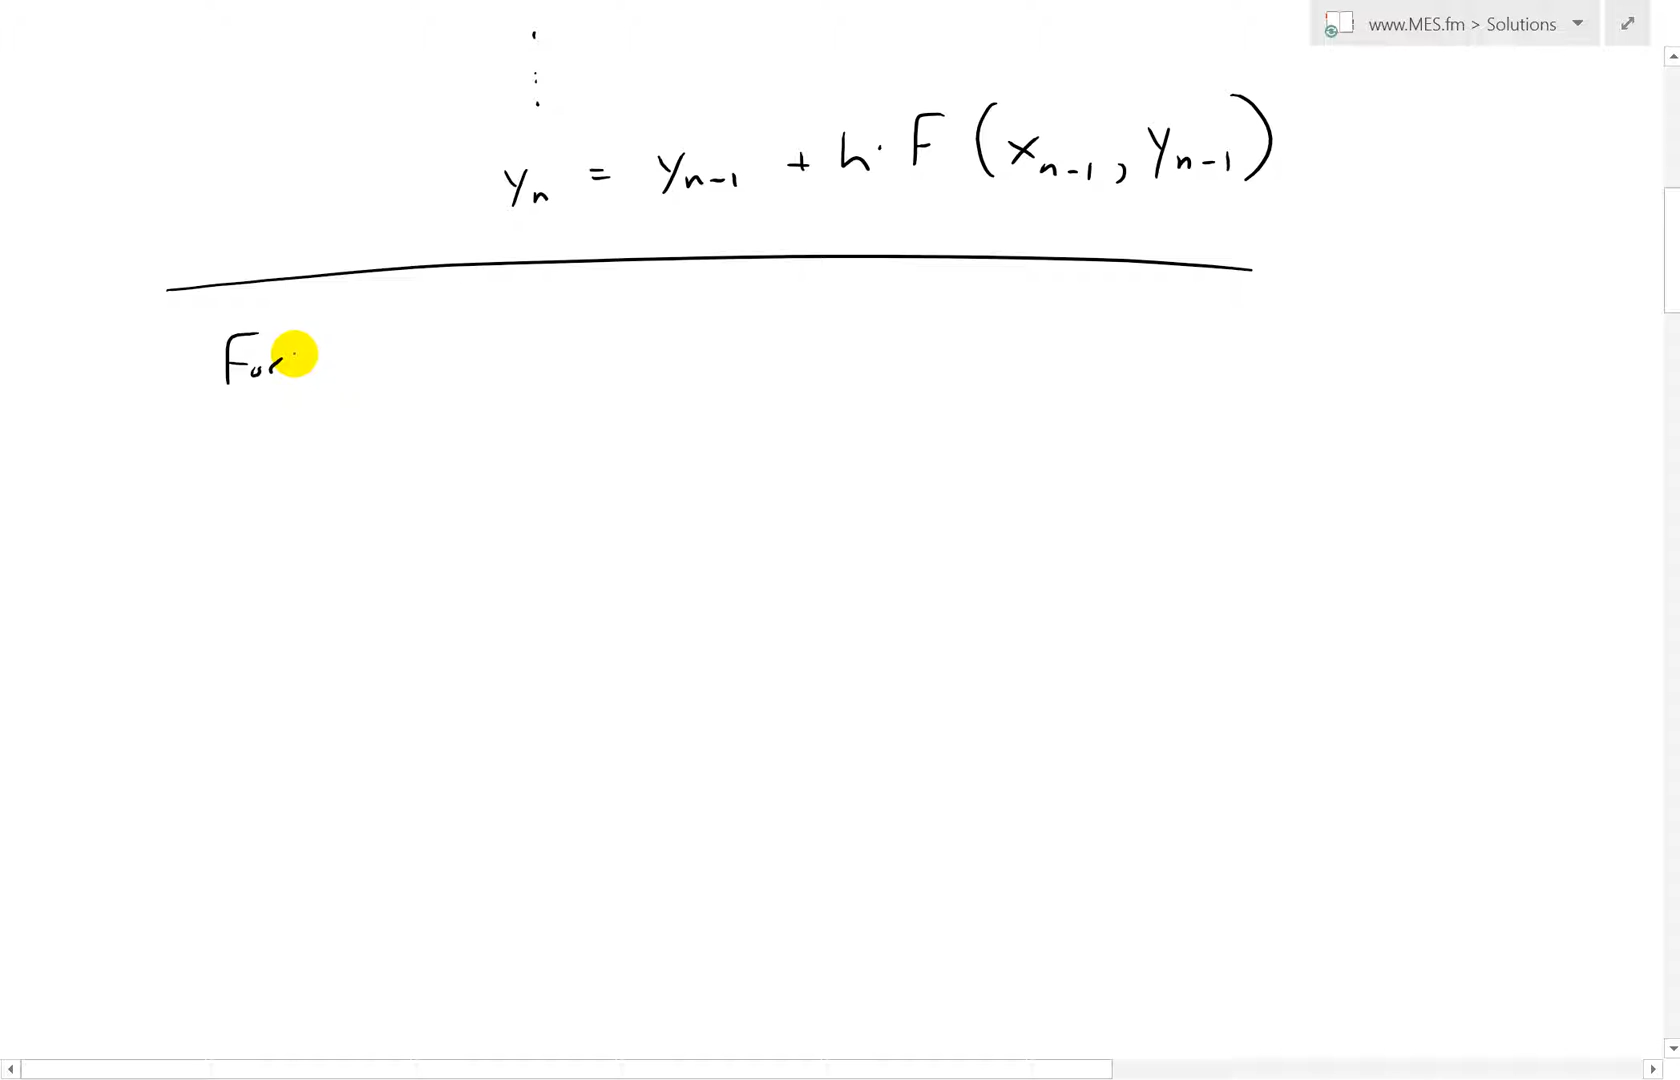 www.MES.fm > Solutions
yₙ = yₙ₋₁ + h · F (xₙ₋₁, yₙ₋₁)
For